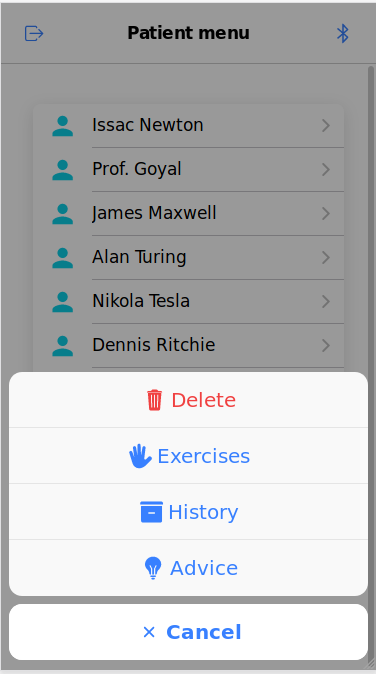 Patient menu
Issac Newton
Prof. Goyal
James Maxwell
Alan Turing
Nikola Tesla
Dennis Ritchie
Delete
Exercises
History
Advice
Cancel